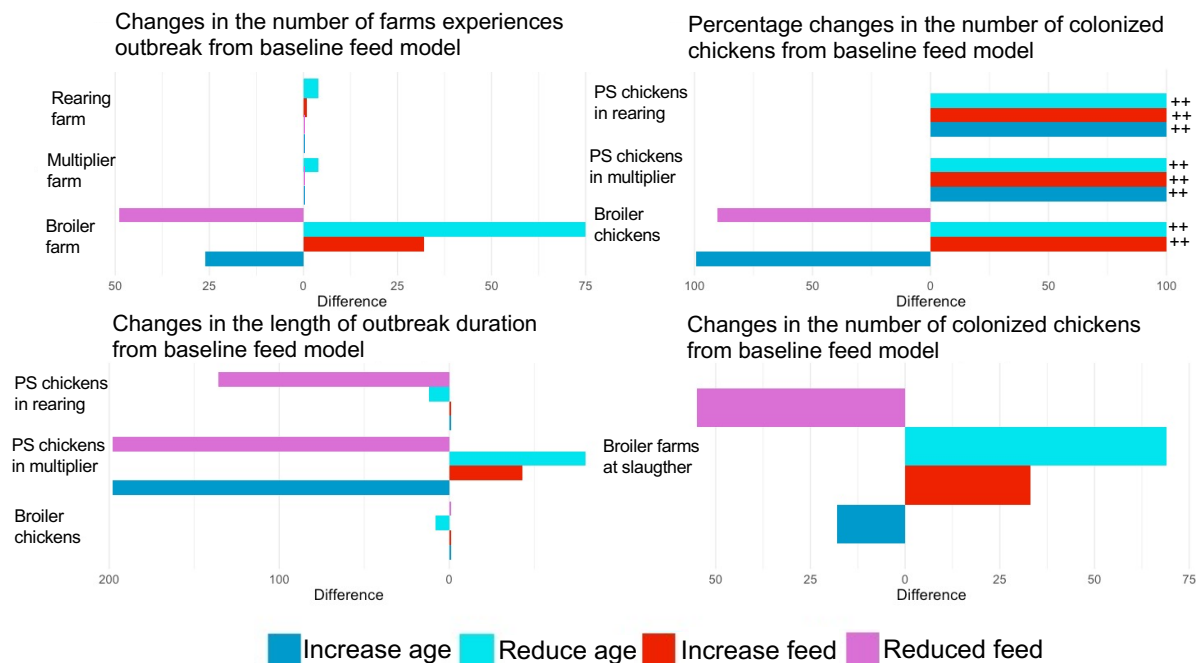 Changes in the number of farms experiences
outbreak from baseline feed model
Rearing
farm
Multiplier
farm
Broiler
farm
50 25 0 25 50 75
Difference
Percentage changes in the number of colonized
chickens from baseline feed model
PS chickens
in rearing
PS chickens
in multiplier
Broiler
chickens
++
++
++
++
++
++
++
++
100 50 0 50 100
Difference
Changes in the length of outbreak duration
from baseline feed model
PS chickens
in rearing
PS chickens
in multiplier
Broiler
chickens
200 100 0
Difference
Changes in the number of colonized chickens
from baseline feed model
Broiler farms
at slaugther
50 25 0 25 50 75
Difference
Increase age Reduce age Increase feed Reduced feed